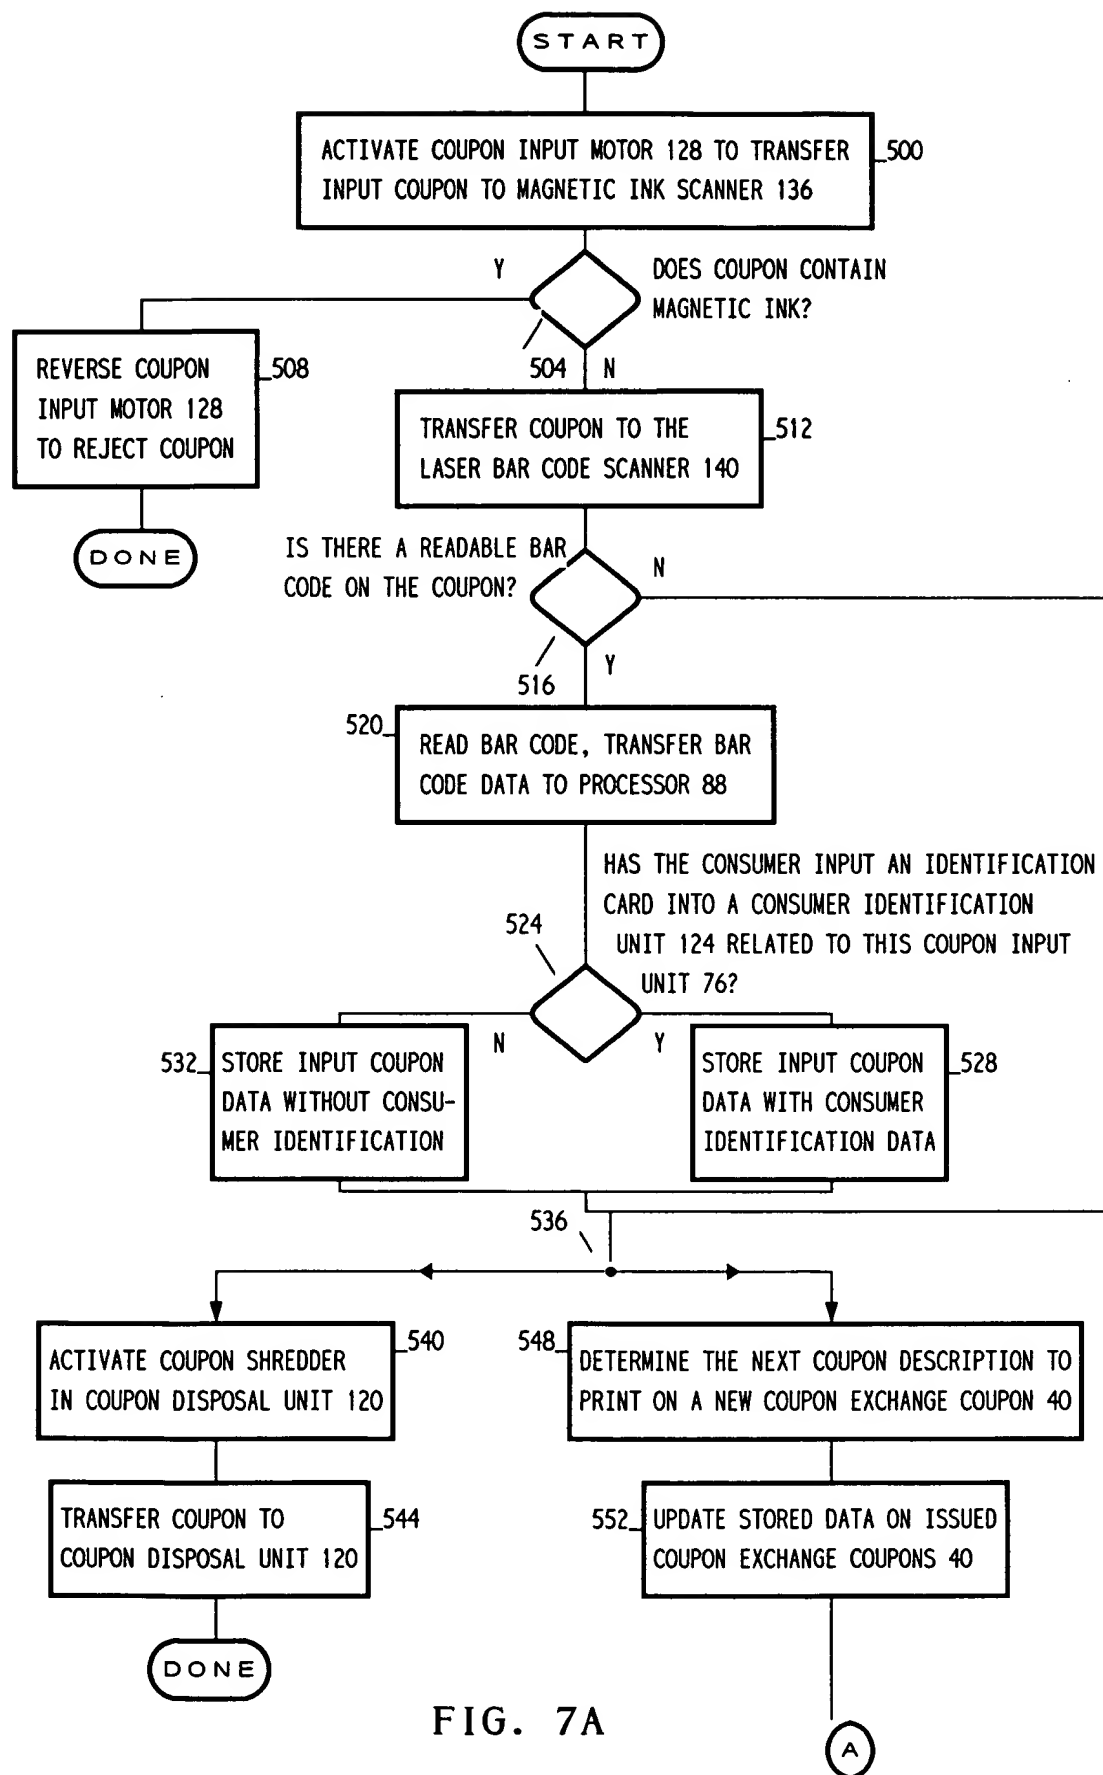 START
ACTIVATE COUPON INPUT MOTOR 128 TO TRANSFER
INPUT COUPON TO MAGNETIC INK SCANNER 136
500
Y
DOES COUPON CONTAIN
MAGNETIC INK?
504
N
REVERSE COUPON
INPUT MOTOR 128
TO REJECT COUPON
508
DONE
TRANSFER COUPON TO THE
LASER BAR CODE SCANNER 140
512
IS THERE A READABLE BAR
CODE ON THE COUPON?
N
516
Y
520
READ BAR CODE, TRANSFER BAR
CODE DATA TO PROCESSOR 88
HAS THE CONSUMER INPUT AN IDENTIFICATION
CARD INTO A CONSUMER IDENTIFICATION
UNIT 124 RELATED TO THIS COUPON INPUT
UNIT 76?
524
N
Y
532
STORE INPUT COUPON
DATA WITHOUT CONSU-
MER IDENTIFICATION
STORE INPUT COUPON
DATA WITH CONSUMER
IDENTIFICATION DATA
528
536
ACTIVATE COUPON SHREDDER
IN COUPON DISPOSAL UNIT 120
540
548
DETERMINE THE NEXT COUPON DESCRIPTION TO
PRINT ON A NEW COUPON EXCHANGE COUPON 40
TRANSFER COUPON TO
COUPON DISPOSAL UNIT 120
544
552
UPDATE STORED DATA ON ISSUED
COUPON EXCHANGE COUPONS 40
DONE
FIG. 7A
A